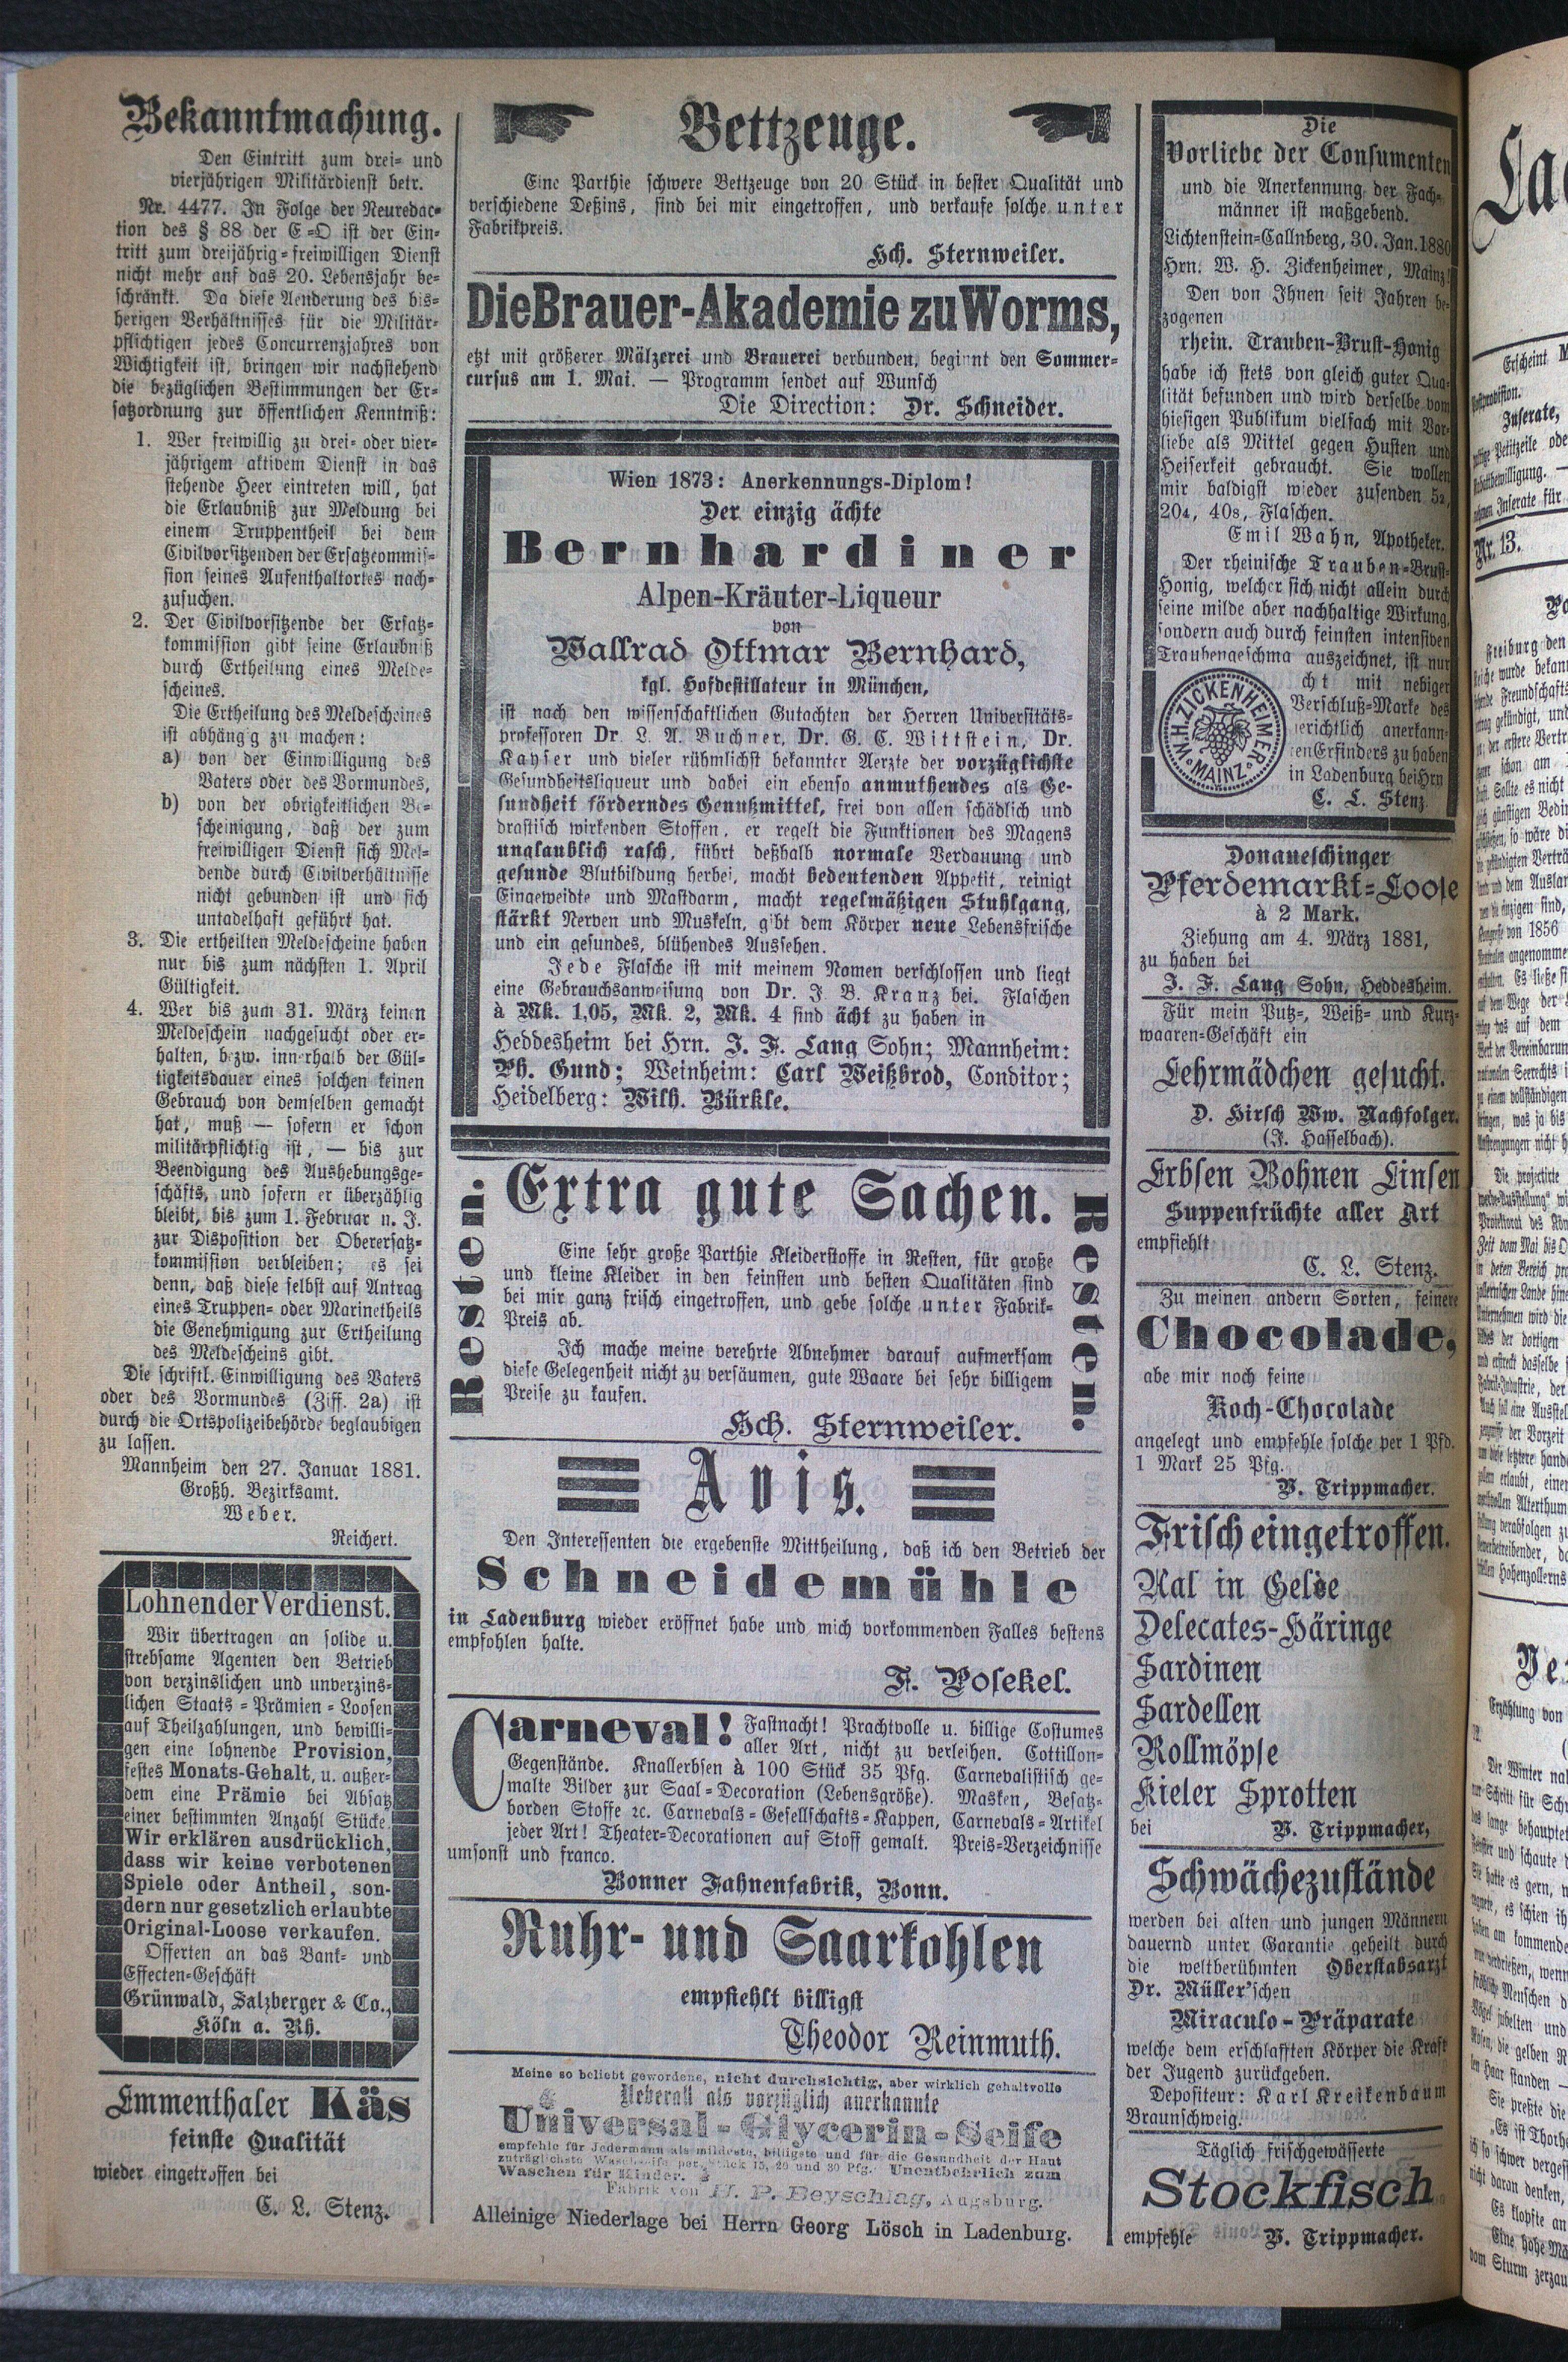 Bekanntmachung.
Den Eintritt zum drei- und
vierjährigen Militärdienst betr.
Nr. 4477. In Folge der Neuredac-
tion des § 88 der E=O ist der Ein-
tritt zum dreijährig-freiwilligen Dienst
nicht mehr auf das 20. Lebensjahr be-
schränkt. Da diese Aenderung des bis-
herigen Verhältnisses für die Militär-
pflichtigen jedes Concurrenzjahres von
Wichtigkeit ist, bringen wir nachstehend
die bezüglichen Bestimmungen der Er-
satzordnung zur öffentlichen Kenntniß:
1. Wer freiwillig zu drei- oder vier-
jährigem aktivem Dienst in das
stehende Heer eintreten will, hat
die Erlaubniß zur Meldung bei
einem Truppentheil bei dem
Civilvorsitzenden der Ersatzcommis-
sion seines Aufenthaltortes nach-
zusuchen.
2. Der Civilvorsitzende der Ersatz-
kommission gibt seine Erlaubniß
durch Ertheilung eines Melde-
scheines.
Die Ertheilung des Meldescheines
ist abhängig zu machen:
a) von der Einwilligung des
Vaters oder des Vormundes,
b) von der obrigkeitlichen Be-
scheinigung, daß der zum
freiwilligen Dienst sich Mel-
dende durch Civilverhältnisse
nicht gebunden ist und sich
untadelhaft geführt hat.
3. Die ertheilten Meldescheine haben
nur bis zum nächsten 1. April
Gültigkeit.
4. Wer bis zum 31. März keinen
Meldeschein nachgesucht oder er-
halten, bezw. innerhalb der Gül-
tigkeitsdauer eines solchen keinen
Gebrauch von demselben gemacht
hat, muß — sofern er schon
militärpflichtig ist, — bis zur
Beendigung des Aushebungsge-
schäfts, und sofern er überzählig
bleibt, bis zum 1. Februar n. J.
zur Disposition der Oberersatz-
kommission verbleiben; es sei
denn, daß diese selbst auf Antrag
eines Truppen- oder Marinetheils
die Genehmigung zur Ertheilung
des Meldescheins gibt.
Die schriftl. Einwilligung des Vaters
oder des Vormundes (Ziff. 2a) ist
durch die Ortspolizeibehörde beglaubigen
zu lassen.
Mannheim den 27. Januar 1881.
Großh. Bezirksamt.
Weber.
Reichert.
Lohnender Verdienst.
Wir übertragen an solide u.
strebsame Agenten den Betrieb
von verzinslichen und unverzins-
lichen Staats-Prämien-Loosen
auf Theilzahlungen, und bewilli-
gen eine lohnende Provision,
festes Monats-Gehalt, u. außer-
dem eine Prämie bei Absatz
einer bestimmten Anzahl Stücke.
Wir erklären ausdrücklich,
dass wir keine verbotenen
Spiele oder Antheil, son-
dern nur gesetzlich erlaubte
Original-Loose verkaufen.
Offerten an das Bank- und
Effecten-Geschäft
Grünwald, Salzberger & Co.,
Köln a. Rh.
Emmenthaler Käs
feinste Qualität
wieder eingetroffen bei
C. L. Stenz.
Bettzeuge.
Eine Parthie schwere Bettzeuge von 20 Stück in bester Qualität und
verschiedene Deßins, sind bei mir eingetroffen, und verkaufe solche unter
Fabrikpreis.
Hch. Sternweiler.
Die Brauer-Akademie zu Worms,
etzt mit größerer Mälzerei und Brauerei verbunden, beginnt den Sommer-
cursus am 1. Mai. — Programm sendet auf Wunsch
Die Direction: Dr. Schneider.
Wien 1873: Anerkennungs-Diplom!
Der einzig ächte
Bernhardiner
Alpen-Kräuter-Liqueur
von
Wallrad Ottmar Bernhard,
kgl. Hofdestillateur in München,
ist nach den wissenschaftlichen Gutachten der Herren Universitäts-
professoren Dr. L. A. Buchner, Dr. G. C. Wittstein, Dr.
Kayser und vieler rühmlichst bekannter Aerzte der vorzüglichste
Gesundheitsliqueur und dabei ein ebenso anmuthendes als Ge-
sundheit förderndes Genußmittel, frei von allen schädlich und
drastisch wirkenden Stoffen, er regelt die Funktionen des Magens
unglaublich rasch, führt deßhalb normale Verdauung und
gesunde Blutbildung herbei, macht bedeutenden Appetit, reinigt
Eingeweidte und Mastdarm, macht regelmäßigen Stuhlgang,
stärkt Nerven und Muskeln, gibt dem Körper neue Lebensfrische
und ein gesundes, blühendes Aussehen.
Jede Flasche ist mit meinem Namen verschlossen und liegt
eine Gebrauchsanweisung von Dr. J. B. Kranz bei. Flaschen
à Mk. 1,05, Mk. 2, Mk. 4 sind ächt zu haben in
Heddesheim bei Hrn. J. F. Lang Sohn; Mannheim:
Ph. Gund; Weinheim: Carl Weißbrod, Conditor;
Heidelberg: Wilh. Bürkle.
Resten.
Extra gute Sachen.
Eine sehr große Parthie Kleiderstoffe in Resten, für große
und kleine Kleider in den feinsten und besten Qualitäten sind
bei mir ganz frisch eingetroffen, und gebe solche unter Fabrik-
Preis ab.
Ich mache meine verehrte Abnehmer darauf aufmerksam
diese Gelegenheit nicht zu versäumen, gute Waare bei sehr billigem
Preise zu kaufen.
Hch. Sternweiler.
Resten.
Avis.
Den Interessenten die ergebenste Mittheilung, daß ich den Betrieb der
Schneidemühle
in Ladenburg wieder eröffnet habe und mich vorkommenden Falles bestens
empfohlen halte.
F. Posekel.
Carneval! Fastnacht! Prachtvolle u. billige Costumes
aller Art, nicht zu verleihen. Cottillon-
Gegenstände. Knallerbsen à 100 Stück 35 Pfg. Carnevalistisch ge-
malte Bilder zur Saal-Decoration (Lebensgröße). Masken, Besatz-
borden Stoffe ꝛc. Carnevals-Gesellschafts-Kappen, Carnevals-Artikel
jeder Art! Theater-Decorationen auf Stoff gemalt. Preis-Verzeichnisse
umsonst und franco.
Bonner Fahnenfabrik, Bonn.
Ruhr- und Saarkohlen
empfiehlt billigst
Theodor Reinmuth.
Meine so beliebt gewordene, nicht durchsichtig, aber wirklich gehaltvolle
Ueberall als vorzüglich anerkannte
Universal-Glycerin-Seife
empfehle für Jedermann als mildeste, billigste und für die Gesundheit der Haut
zuträglichste Waschseife per Stück 15, 20 und 30 Pfg. Unentbehrlich zum
Waschen für Kinder.
Fabrik von H. P. Beyschlag, Augsburg.
Alleinige Niederlage bei Herrn Georg Lösch in Ladenburg.
Die
Vorliebe der Consumenten
und die Anerkennung der Fach-
männer ist maßgebend.
Lichtenstein-Callnberg, 30. Jan. 1880
Hrn. W. H. Zickenheimer, Mainz!
Den von Ihnen seit Jahren be-
zogenen
rhein. Trauben-Brust-Honig
habe ich stets von gleich guter Qua-
lität befunden und wird derselbe vom
hiesigen Publikum vielfach mit Vor-
liebe als Mittel gegen Husten und
Heiserkeit gebraucht. Sie wollen
mir baldigst wieder zusenden 52,
204, 408, Flaschen.
Emil Wahn, Apotheker.
Der rheinische Trauben-Brust-
Honig, welcher sich nicht allein durch
seine milde aber nachhaltige Wirkung,
sondern auch durch feinsten intensiven
Traubengeschma auszeichnet, ist nur
cht mit nebiger
Verschluß-Marke des
erichtlich anerkann-
en Erfinders zu haben
in Ladenburg bei Hrn
C. L. Stenz.
W. H. ZICKENHEIMER MAINZ
Donaueschinger
Pferdemarkt-Loose
à 2 Mark.
Ziehung am 4. März 1881,
zu haben bei
J. F. Lang Sohn, Heddesheim.
Für mein Putz-, Weiß- und Kurz-
waaren-Geschäft ein
Lehrmädchen gesucht.
D. Hirsch Ww. Nachfolger.
(J. Hasselbach).
Erbsen Bohnen Linsen
Suppenfrüchte aller Art
empfiehlt
C. L. Stenz.
Zu meinen andern Sorten, feinere
Chocolade,
abe mir noch feine
Koch-Chocolade
angelegt und empfehle solche per 1 Pfd.
1 Mark 25 Pfg.
V. Trippmacher.
Frisch eingetroffen.
Aal in Gelée
Delecates-Häringe
Sardinen
Sardellen
Rollmöpse
Kieler Sprotten
bei V. Trippmacher,
Schwächezustände
werden bei alten und jungen Männern
dauernd unter Garantie geheilt durch
die weltberühmten Oberstabsarzt
Dr. Müller'schen
Miraculo-Präparate
welche dem erschlafften Körper die Kraft
der Jugend zurückgeben.
Depositeur: Karl Kreikenbaum
Braunschweig.
Täglich frischgewässerte
Stockfisch
empfehle V. Trippmacher.
Nr. 13.